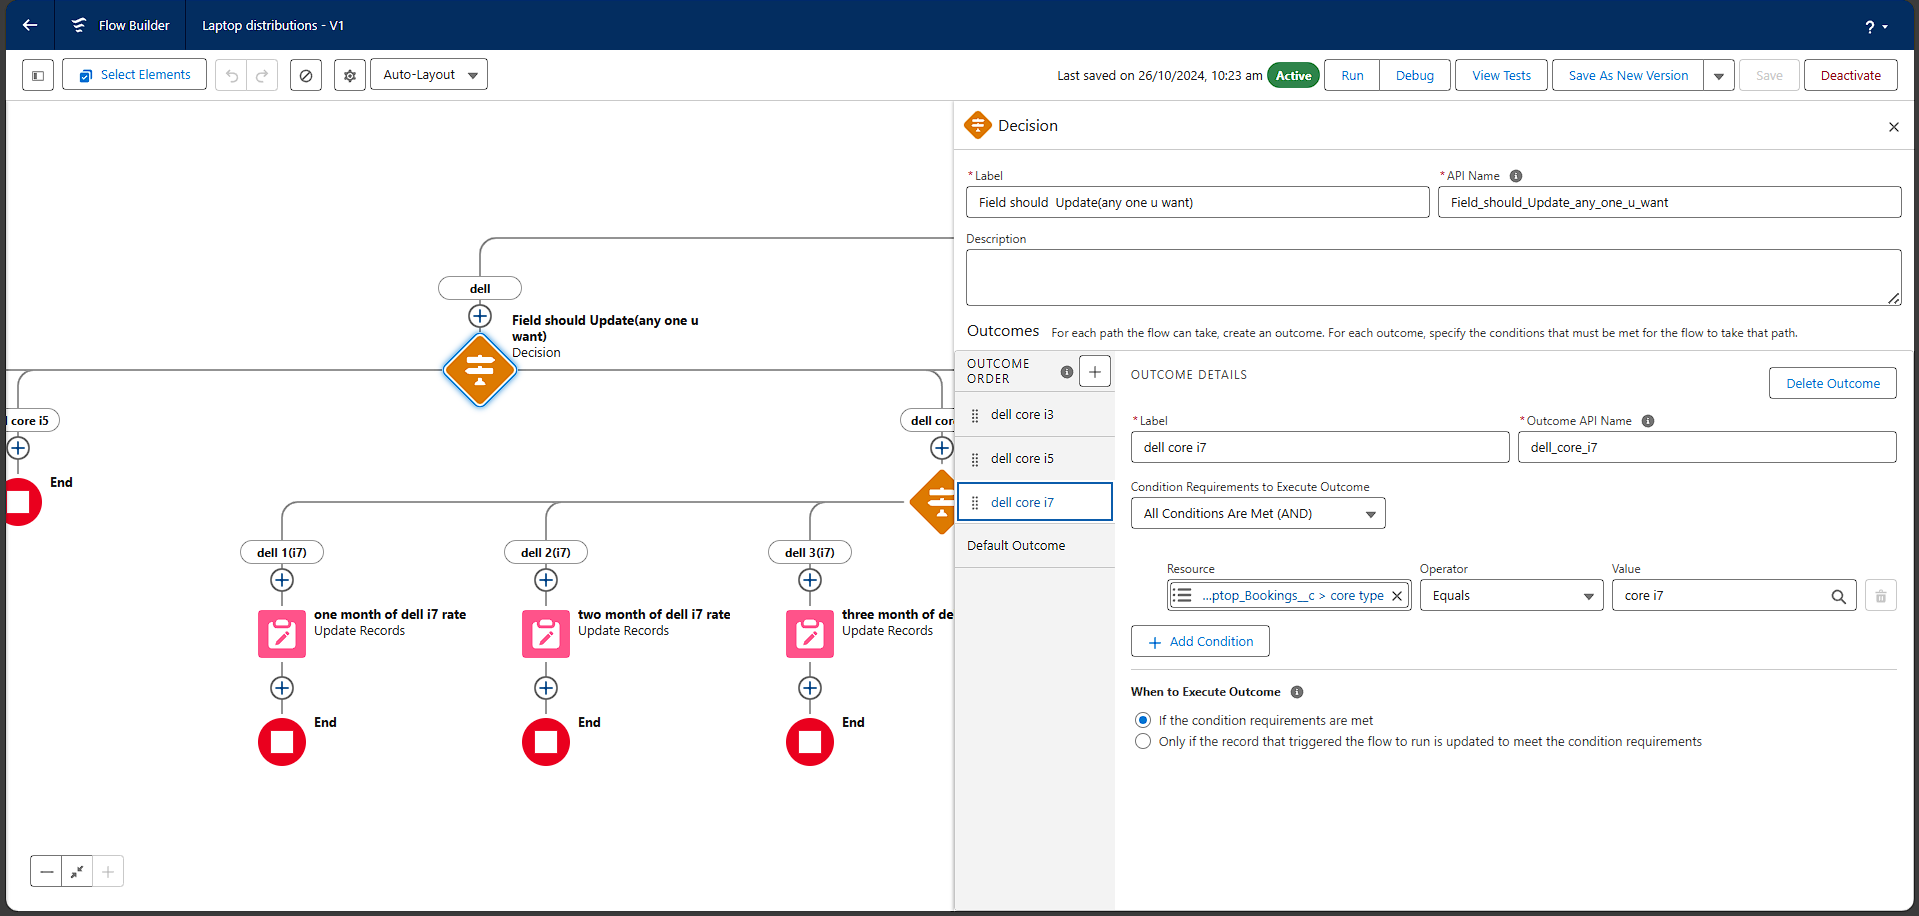 Flow Builder
Laptop distributions - V1
?
Select Elements
Auto-Layout
Last saved on 26/10/2024, 10:23 am
Active
Run
Debug
View Tests
Save As New Version
Save
Deactivate
dell
Field should Update(any one u
want)
Decision
core i5
End
dell cor
dell 1(i7)
dell 2(i7)
dell 3(i7)
one month of dell i7 rate
Update Records
two month of dell i7 rate
Update Records
three month of de
Update Records
End
End
End
Decision
* Label
Field should  Update(any one u want)
* API Name
Field_should_Update_any_one_u_want
Description
Outcomes
For each path the flow can take, create an outcome. For each outcome, specify the conditions that must be met for the flow to take that path.
OUTCOME
ORDER
dell core i3
dell core i5
dell core i7
Default Outcome
OUTCOME DETAILS
Delete Outcome
* Label
dell core i7
* Outcome API Name
dell_core_i7
Condition Requirements to Execute Outcome
All Conditions Are Met (AND)
Resource
...ptop_Bookings__c > core type
Operator
Equals
Value
core i7
Add Condition
When to Execute Outcome
If the condition requirements are met
Only if the record that triggered the flow to run is updated to meet the condition requirements